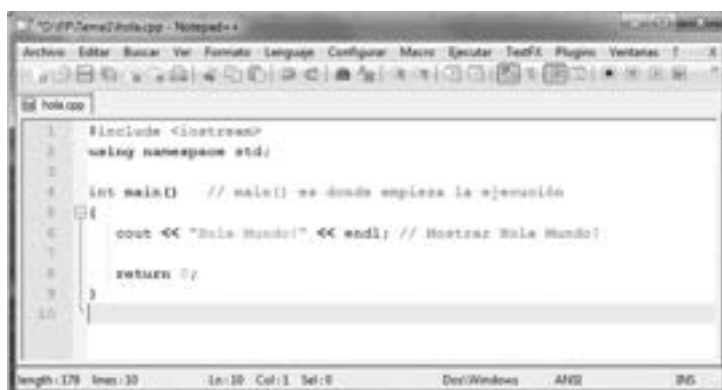 *D:\FP\Tema2\hola.cpp - Notepad++
Archivo Editar Buscar Ver Formato Lenguaje Configurar Macro Ejecutar TextFX Plugins Ventanas ? X
hola.cpp
1 #include <iostream>
2 using namespace std;
3
4 int main() // main() es donde empieza la ejecución
5 {
6 cout << "Hola Mundo!" << endl; // Mostrar Hola Mundo!
7
8 return 0;
9 }
10
length : 178 lines : 10 Ln : 10 Col : 1 Sel : 0 Dos\Windows ANSI INS